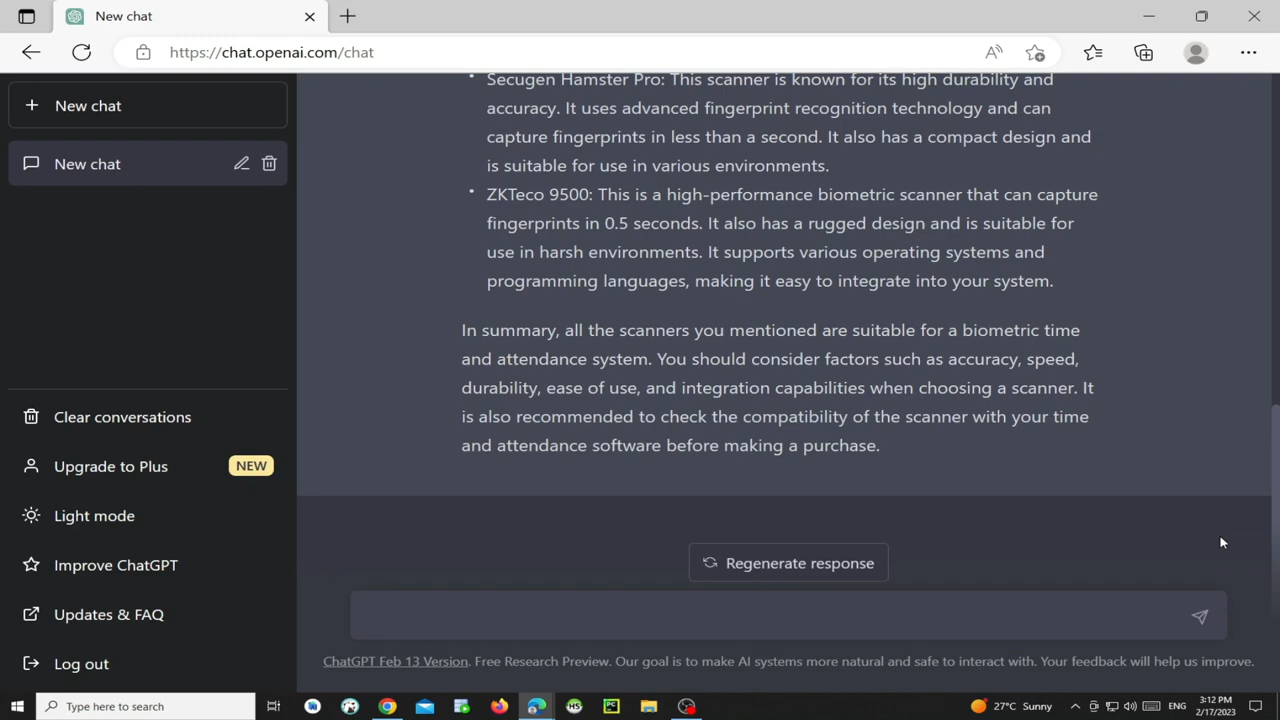 New chat
https://chat.openai.com/chat
New chat
New chat
Clear conversations
Upgrade to Plus NEW
Light mode
Improve ChatGPT
Updates & FAQ
Log out
• Secugen Hamster Pro: This scanner is known for its high durability and
accuracy. It uses advanced fingerprint recognition technology and can
capture fingerprints in less than a second. It also has a compact design and
is suitable for use in various environments.
• ZKTeco 9500: This is a high-performance biometric scanner that can capture
fingerprints in 0.5 seconds. It also has a rugged design and is suitable for
use in harsh environments. It supports various operating systems and
programming languages, making it easy to integrate into your system.
In summary, all the scanners you mentioned are suitable for a biometric time
and attendance system. You should consider factors such as accuracy, speed,
durability, ease of use, and integration capabilities when choosing a scanner. It
is also recommended to check the compatibility of the scanner with your time
and attendance software before making a purchase.
Regenerate response
ChatGPT Feb 13 Version. Free Research Preview. Our goal is to make AI systems more natural and safe to interact with. Your feedback will help us improve.
Type here to search
27°C Sunny
ENG
3:12 PM
2/17/2023